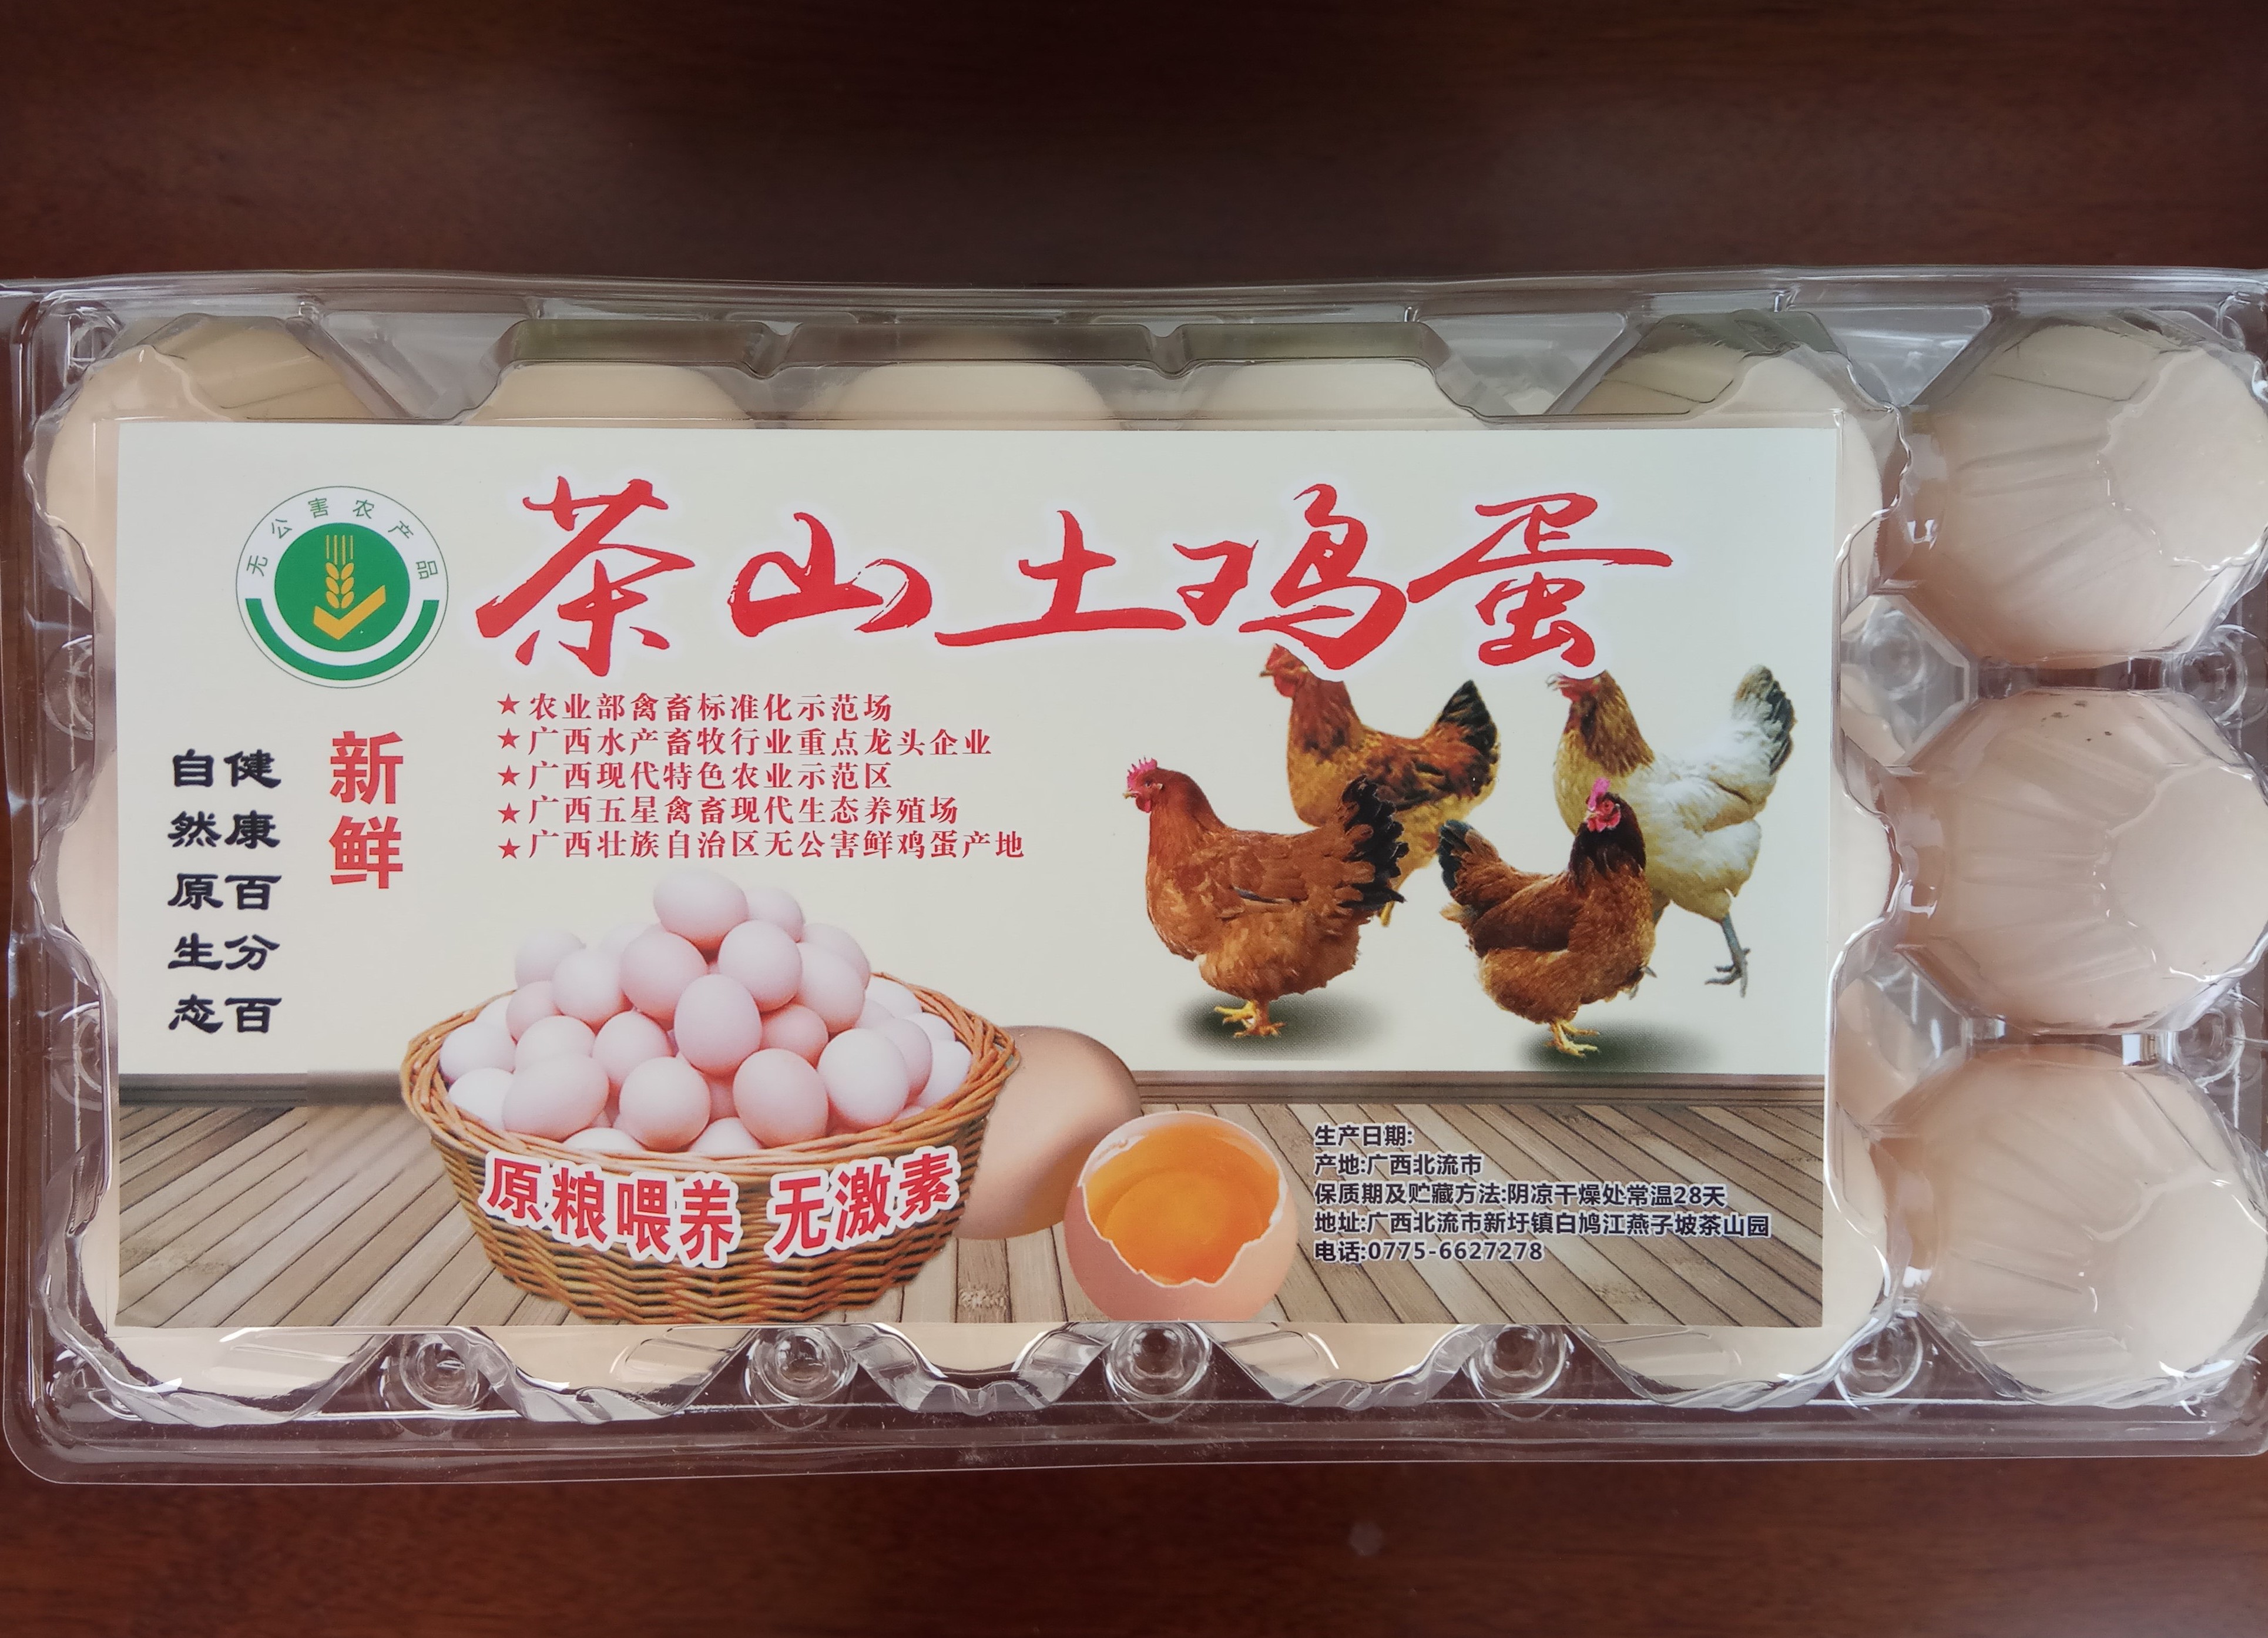 无公害农产品
茶山土鸡蛋
★农业部禽畜标准化示范场
★广西水产畜牧行业重点龙头企业
★广西现代特色农业示范区
★广西五星禽畜现代生态养殖场
★广西壮族自治区无公害鲜鸡蛋产地
新鲜
健康百分百
自然原生态
原粮喂养 无激素
生产日期:
产地:广西北流市
保质期及贮藏方法:阴凉干燥处常温28天
地址:广西北流市新圩镇白鸠江燕子坡茶山园
电话:0775-6627278